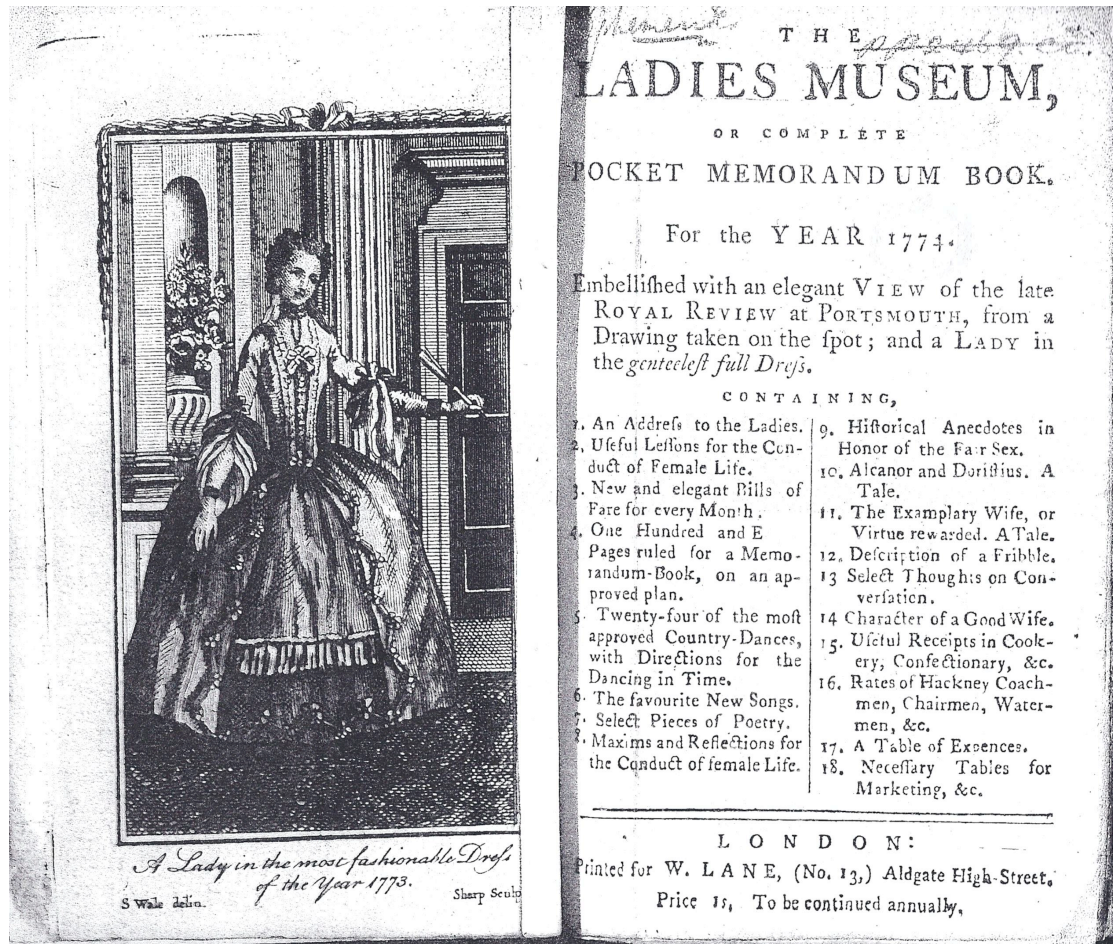 A Lady in the most fashionable Dreſs
of the Year 1773.
S Wale delin.
Sharp Sculp
THE
LADIES MUSEUM,
OR COMPLETE
POCKET MEMORANDUM BOOK.
For the YEAR 1774.
Embelliſhed with an elegant VIEW of the late
ROYAL REVIEW at PORTSMOUTH, from a
Drawing taken on the ſpot; and a LADY in
the genteeleſt full Dreſs.
CONTAINING,
1. An Addreſs to the Ladies.
2. Uſeful Leſſons for the Con-
duct of Female Life.
3. New and elegant Bills of
Fare for every Month.
4. One Hundred and E
Pages ruled for a Memo-
randum-Book, on an ap-
proved plan.
5. Twenty-four of the moſt
approved Country-Dances,
with Directions for the
Dancing in Time.
6. The favourite New Songs.
7. Select Pieces of Poetry.
8. Maxims and Reflections for
the Conduct of female Life.
9. Hiſtorical Anecdotes in
Honor of the Fair Sex.
10. Alcanor and A
Tale.
11. The Examplary Wife, or
Virtue rewarded. A Tale.
12. Deſcription of a Fribble.
13 Select Thoughts on Con-
verſation.
14 Character of a Good Wife.
15. Uſeful Receipts in Cook-
ery, Confectionary, &c.
16. Rates of Hackney Coach-
men, Chairmen, Water-
men, &c.
17. A Table of Expences.
18. Neceſſary Tables for
Marketing, &c.
LONDON:
Printed for W. LANE, (No. 13,) Aldgate High-Street.
Price 1s. To be continued annually,